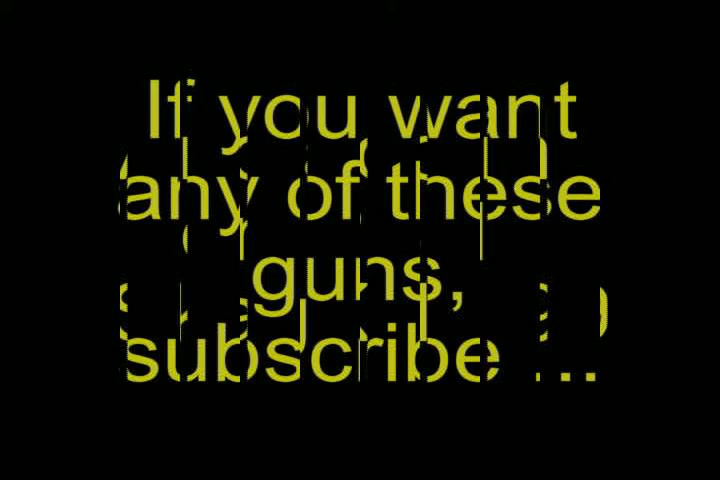 If you want
any of these
guns,
subscribe ...